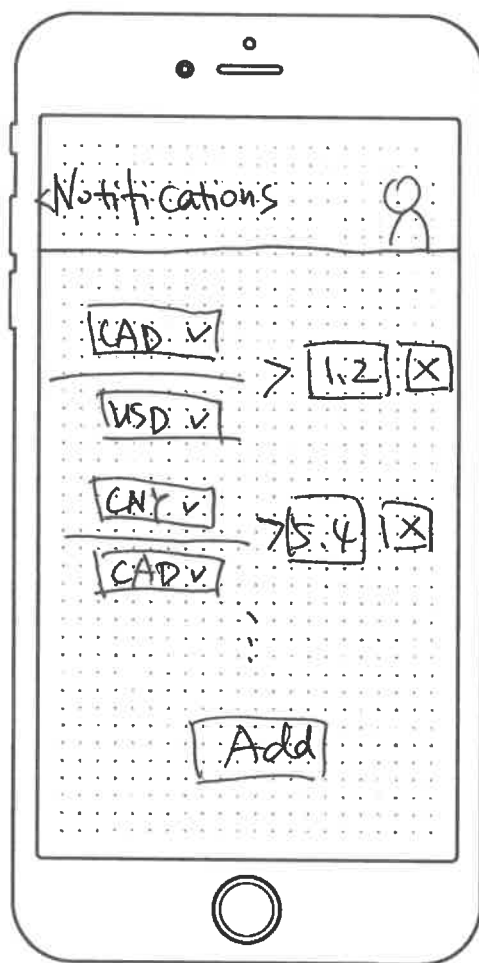 <Notifications
CAD ✓
> 1.2 X
USD ✓
CNY ✓
> 5.4 X
CAD ✓
Add